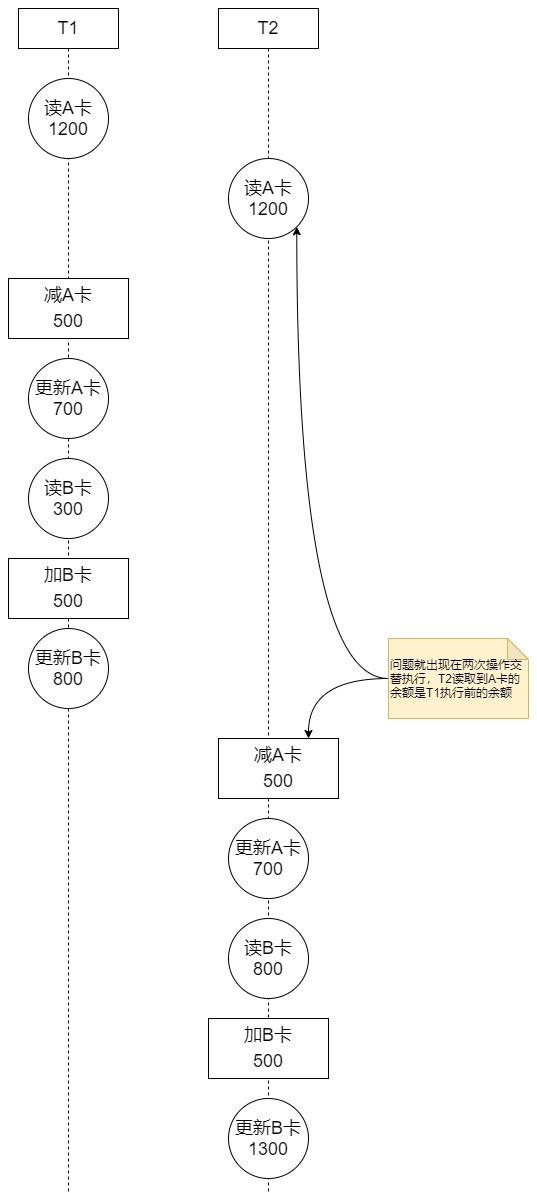 T1
T2
读A卡
1200
读A卡
1200
减A卡
500
更新A卡
700
读B卡
300
加B卡
500
更新B卡
800
问题就出现在两次操作交
替执行，T2读取到A卡的
余额是T1执行前的余额
减A卡
500
更新A卡
700
读B卡
800
加B卡
500
更新B卡
1300